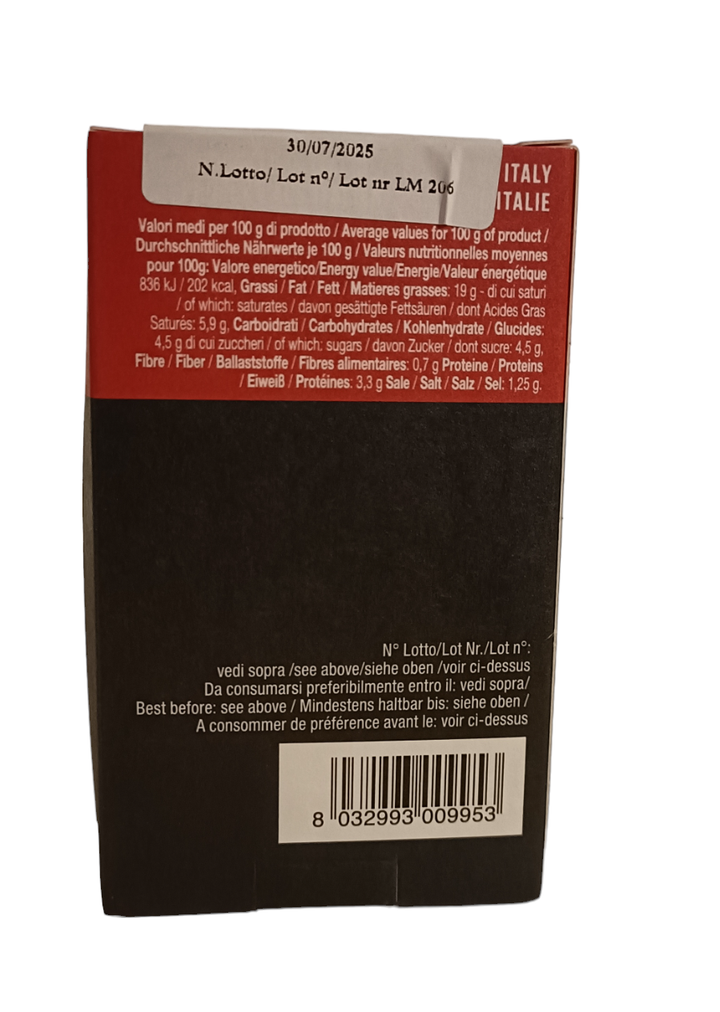 30/07/2025
N.Lotto/ Lot n°/ Lot nr LM 206
ITALY
ITALIE
Valori medi per 100 g di prodotto / Average values for 100 g of product /
Durchschnittliche Nährwerte je 100 g / Valeurs nutritionnelles moyennes
pour 100g: Valore energetico/Energy value/Energie/Valeur énergétique
836 kJ / 202 kcal, Grassi / Fat / Fett / Matieres grasses: 19 g - di cui saturi
/ of which: saturates / davon gesättigte Fettsäuren / dont Acides Gras
Saturés: 5,9 g, Carboidrati / Carbohydrates / Kohlenhydrate / Glucides:
4,5 g di cui zuccheri / of which: sugars / davon Zucker / dont sucre: 4,5 g,
Fibre / Fiber / Ballaststoffe / Fibres alimentaires: 0,7 g Proteine / Proteins
/ Eiweiß / Protéines: 3,3 g Sale / Salt / Salz / Sel: 1,25 g.
N° Lotto/Lot Nr./Lot n°:
vedi sopra /see above/siehe oben /voir ci-dessus
Da consumarsi preferibilmente entro il: vedi sopra/
Best before: see above / Mindestens haltbar bis: siehe oben /
A consommer de préférence avant le: voir ci-dessus
8 032993 009953